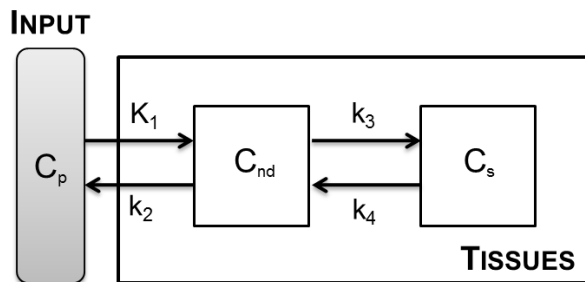 INPUT
K₁
k₃
Cₚ
Cₙd
Cₛ
k₂
k₄
TISSUES